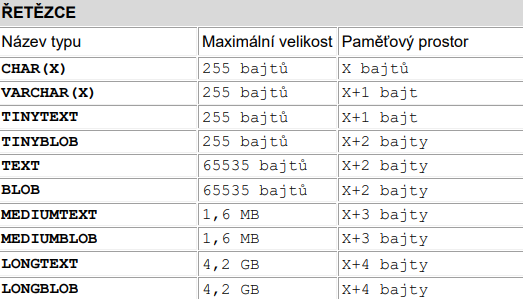 ŘETĚZCE
Název typu Maximální velikost Paměťový prostor
CHAR(X) 255 bajtů X bajtů
VARCHAR(X) 255 bajtů X+1 bajt
TINYTEXT 255 bajtů X+1 bajt
TINYBLOB 255 bajtů X+2 bajty
TEXT 65535 bajtů X+2 bajty
BLOB 65535 bajtů X+2 bajty
MEDIUMTEXT 1,6 MB X+3 bajty
MEDIUMBLOB 1,6 MB X+3 bajty
LONGTEXT 4,2 GB X+4 bajty
LONGBLOB 4,2 GB X+4 bajty